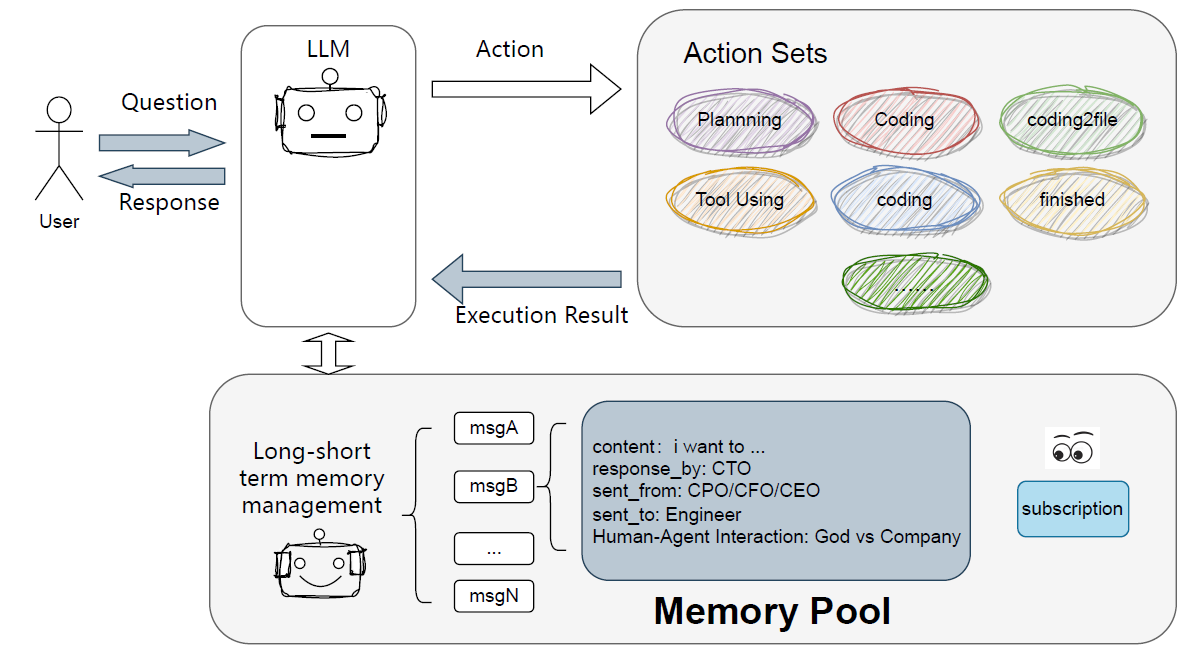 LLM
Action
Action Sets
Question
Response
User
Plannning
Coding
coding2file
Tool Using
coding
finished
......
Execution Result
Long-short
term memory
management
msgA
msgB
...
msgN
content: i want to ...
response_by: CTO
sent_from: CPO/CFO/CEO
sent_to: Engineer
Human-Agent Interaction: God vs Company
subscription
Memory Pool